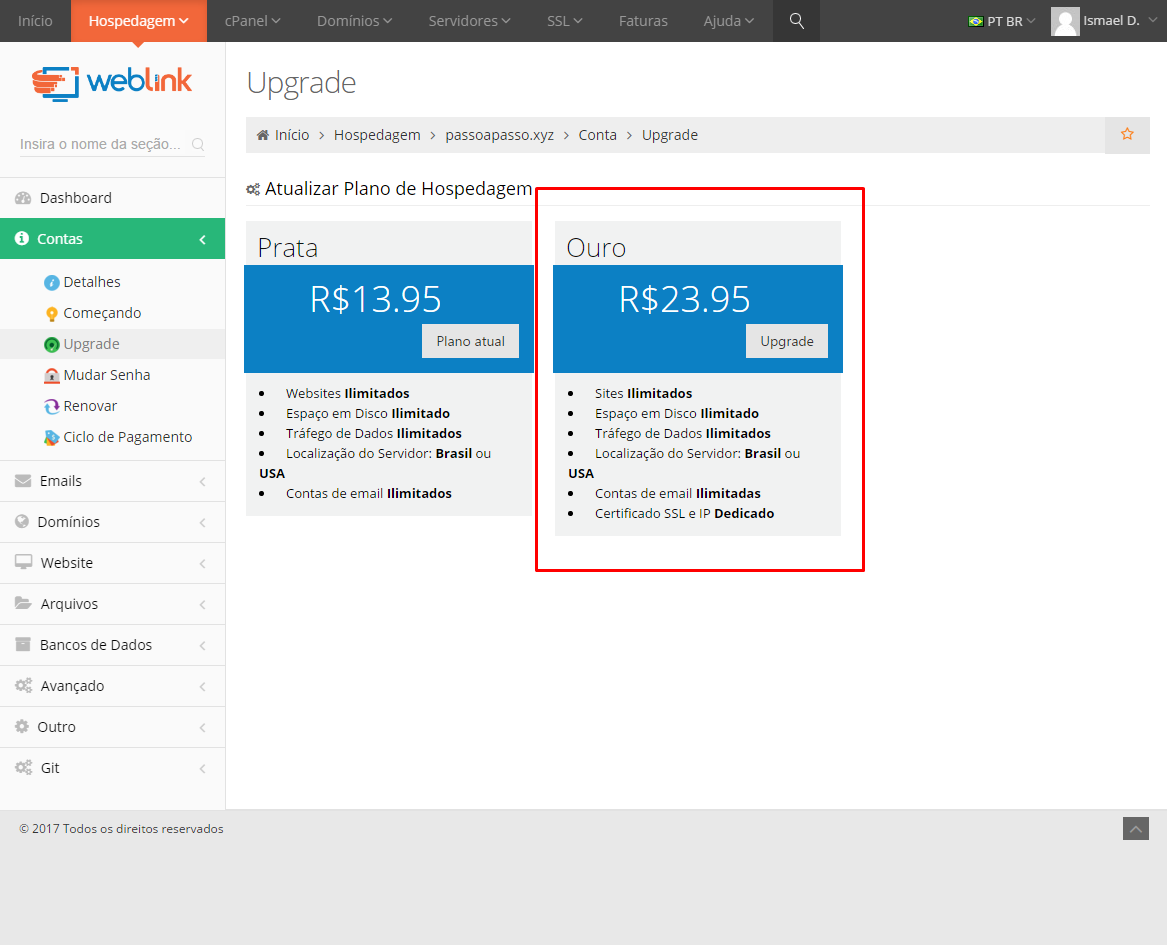 Início Hospedagem cPanel Domínios Servidores SSL Faturas Ajuda PT BR Ismael D.
weblink
Insira o nome da seção...
Dashboard
Contas
Detalhes
Começando
Upgrade
Mudar Senha
Renovar
Ciclo de Pagamento
Emails
Domínios
Website
Arquivos
Bancos de Dados
Avançado
Outro
Git
Upgrade
Início > Hospedagem > passoapasso.xyz > Conta > Upgrade
Atualizar Plano de Hospedagem
Prata
R$13.95
Plano atual
• Websites Ilimitados
• Espaço em Disco Ilimitado
• Tráfego de Dados Ilimitados
• Localização do Servidor: Brasil ou
USA
• Contas de email Ilimitados
Ouro
R$23.95
Upgrade
• Sites Ilimitados
• Espaço em Disco Ilimitado
• Tráfego de Dados Ilimitados
• Localização do Servidor: Brasil ou
USA
• Contas de email Ilimitadas
• Certificado SSL e IP Dedicado
© 2017 Todos os direitos reservados